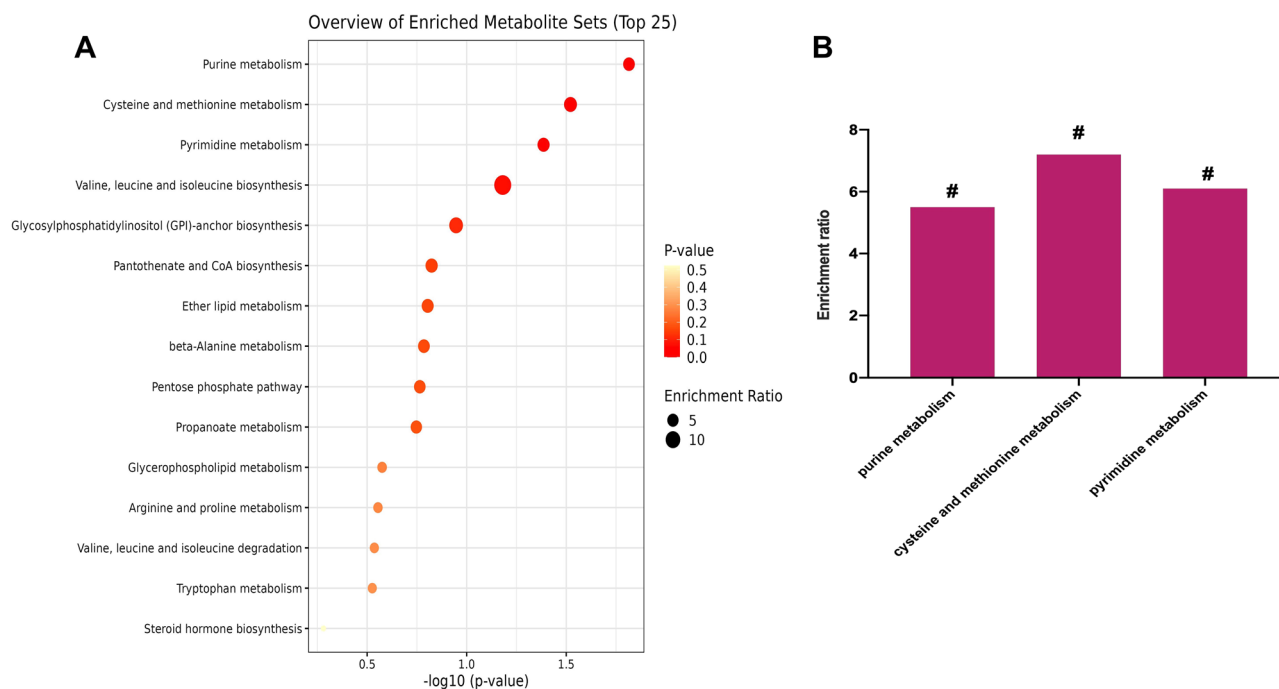 A
Overview of Enriched Metabolite Sets (Top 25)
Purine metabolism
Cysteine and methionine metabolism
Pyrimidine metabolism
Valine, leucine and isoleucine biosynthesis
Glycosylphosphatidylinositol (GPI)-anchor biosynthesis
Pantothenate and CoA biosynthesis
Ether lipid metabolism
beta-Alanine metabolism
Pentose phosphate pathway
Propanoate metabolism
Glycerophospholipid metabolism
Arginine and proline metabolism
Valine, leucine and isoleucine degradation
Tryptophan metabolism
Steroid hormone biosynthesis
0.5 1.0 1.5
-log10 (p-value)
P-value
0.5
0.4
0.3
0.2
0.1
0.0
Enrichment Ratio
5
10
B
Enrichment ratio
8
6
4
2
0
# # #
purine metabolism
cysteine and methionine metabolism
pyrimidine metabolism